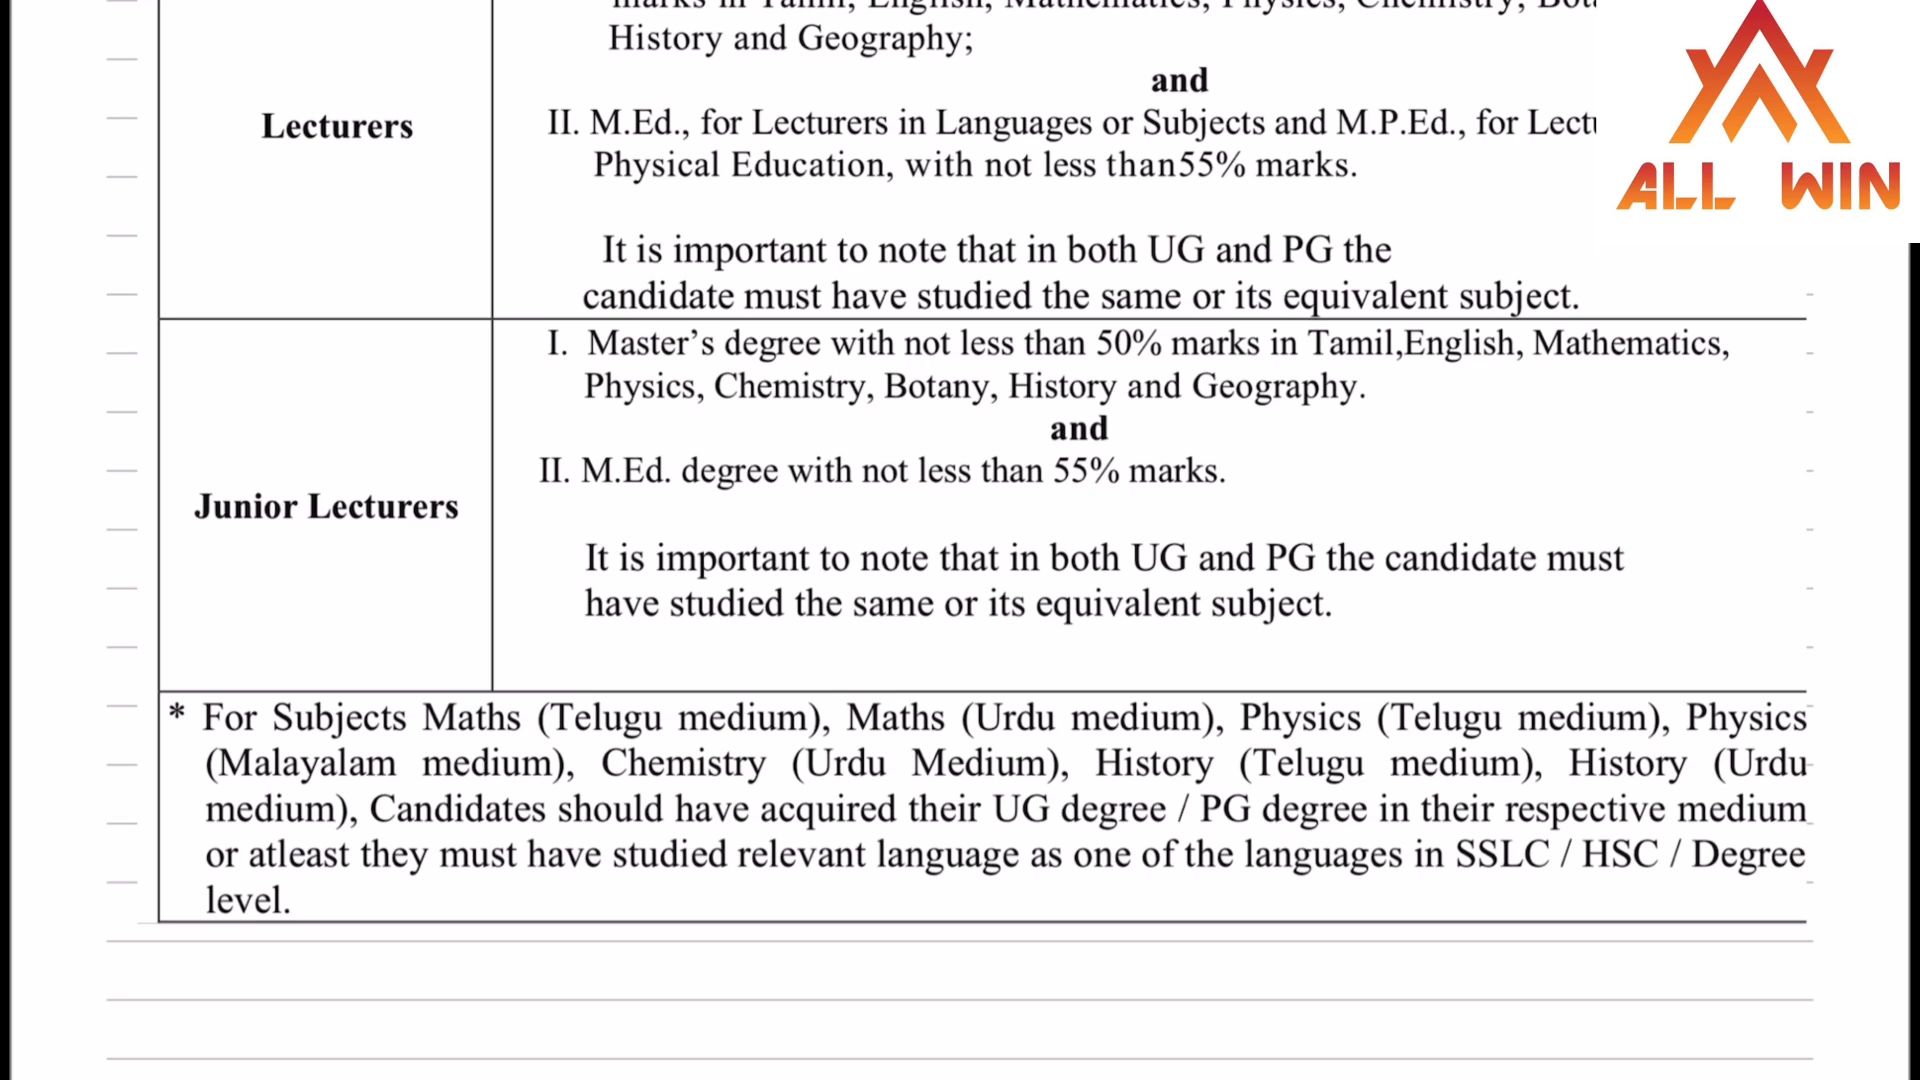 marks in Tamil, English, Mathematics, Physics, Chemistry,
History and Geography;
and
Lecturers
II. M.Ed., for Lecturers in Languages or Subjects and M.P.Ed., for Lectu
Physical Education, with not less than55% marks.
It is important to note that in both UG and PG the
candidate must have studied the same or its equivalent subject.
I. Master’s degree with not less than 50% marks in Tamil,English, Mathematics,
Physics, Chemistry, Botany, History and Geography.
and
II. M.Ed. degree with not less than 55% marks.
Junior Lecturers
It is important to note that in both UG and PG the candidate must
have studied the same or its equivalent subject.
* For Subjects Maths (Telugu medium), Maths (Urdu medium), Physics (Telugu medium), Physics
(Malayalam medium), Chemistry (Urdu Medium), History (Telugu medium), History (Urdu
medium), Candidates should have acquired their UG degree / PG degree in their respective medium
or atleast they must have studied relevant language as one of the languages in SSLC / HSC / Degree
level.
ALL WIN